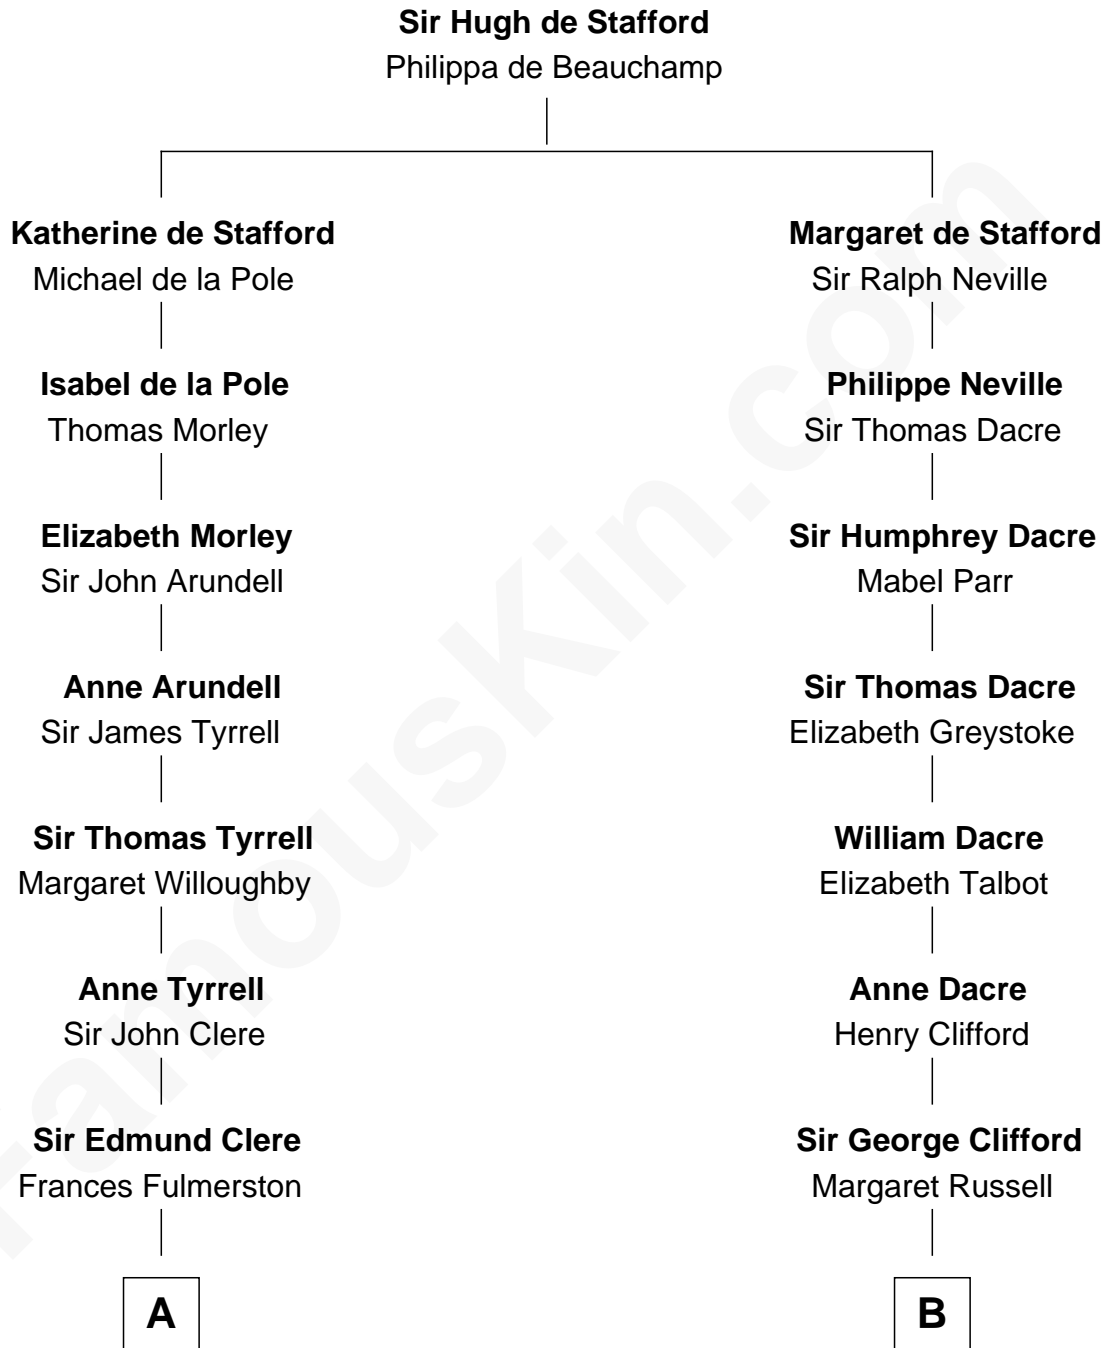 Sir Hugh de Stafford
Philippa de Beauchamp
Katherine de Stafford
Michael de la Pole
Margaret de Stafford
Sir Ralph Neville
Isabel de la Pole
Thomas Morley
Philippe Neville
Sir Thomas Dacre
Elizabeth Morley
Sir John Arundell
Sir Humphrey Dacre
Mabel Parr
Anne Arundell
Sir James Tyrrell
Sir Thomas Dacre
Elizabeth Greystoke
Sir Thomas Tyrrell
Margaret Willoughby
William Dacre
Elizabeth Talbot
Anne Tyrrell
Sir John Clere
Anne Dacre
Henry Clifford
Sir Edmund Clere
Frances Fulmerston
Sir George Clifford
Margaret Russell
A
B
FamousKin.com